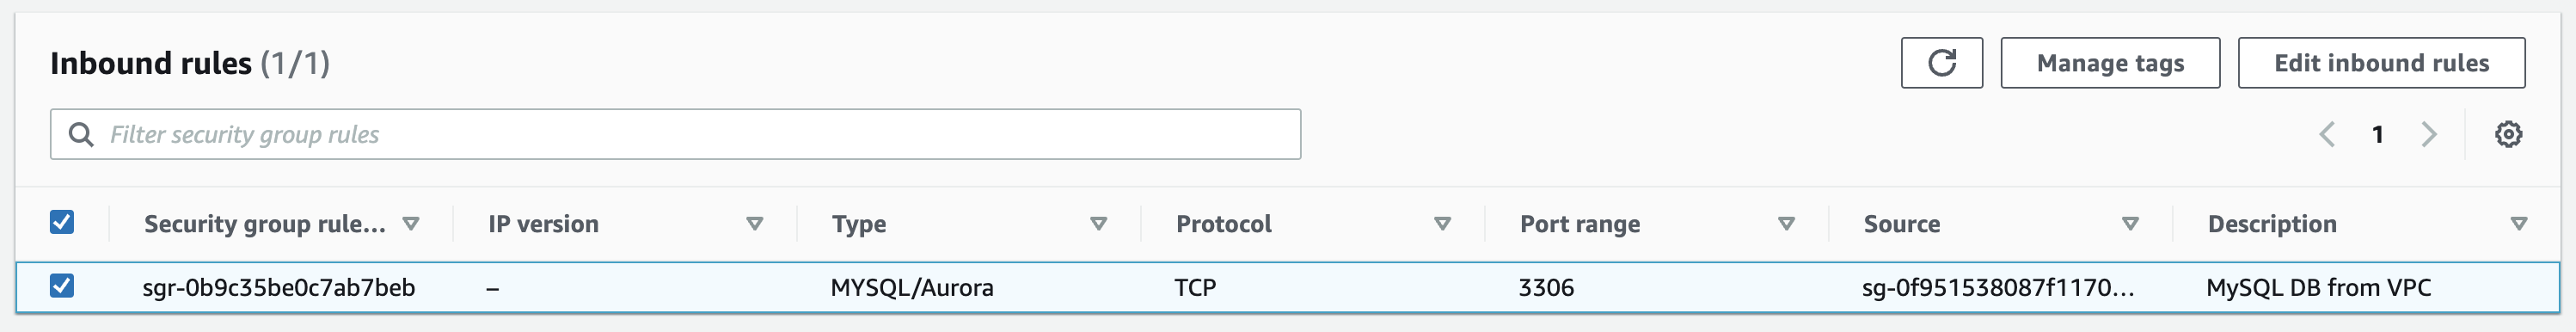 Inbound rules (1/1)
Manage tags
Edit inbound rules
Filter security group rules
1
Security group rule... IP version Type Protocol Port range Source Description
sgr-0b9c35be0c7ab7beb – MYSQL/Aurora TCP 3306 sg-0f951538087f1170... MySQL DB from VPC